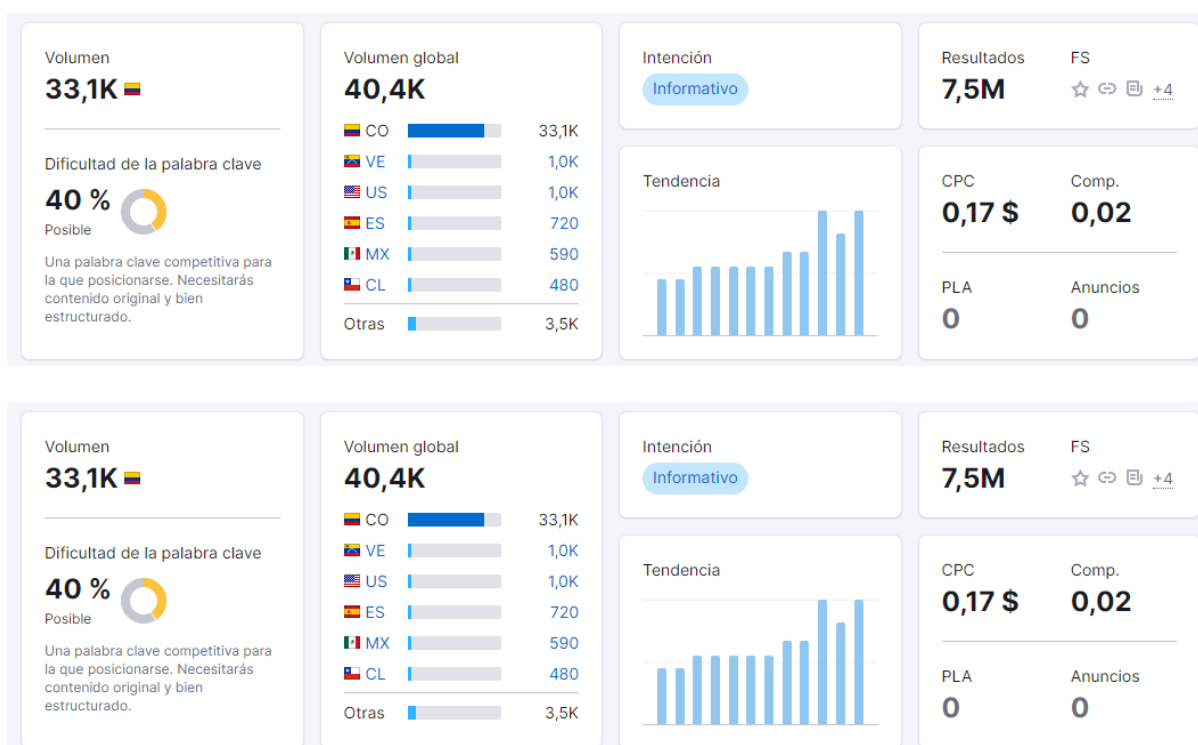 Volumen
33,1K
Dificultad de la palabra clave
40 %
Posible
Una palabra clave competitiva para
la que posicionarse. Necesitarás
contenido original y bien
estructurado.
Volumen global
40,4K
CO 33,1K
VE 1,0K
US 1,0K
ES 720
MX 590
CL 480
Otras 3,5K
Intención
Informativo
Tendencia
Resultados FS
7,5M +4
CPC Comp.
0,17 $ 0,02
PLA Anuncios
0 0
Volumen
33,1K
Dificultad de la palabra clave
40 %
Posible
Una palabra clave competitiva para
la que posicionarse. Necesitarás
contenido original y bien
estructurado.
Volumen global
40,4K
CO 33,1K
VE 1,0K
US 1,0K
ES 720
MX 590
CL 480
Otras 3,5K
Intención
Informativo
Tendencia
Resultados FS
7,5M +4
CPC Comp.
0,17 $ 0,02
PLA Anuncios
0 0